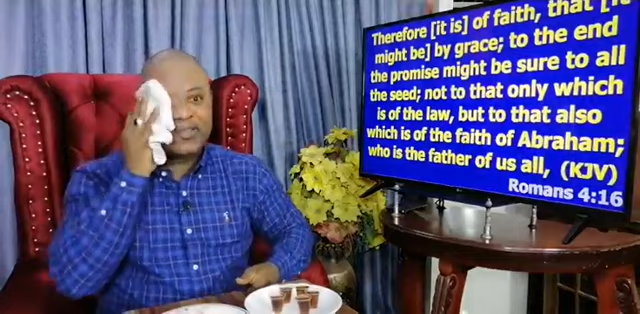 Therefore [it is] of faith, that [it
might be] by grace; to the end
the promise might be sure to all
the seed; not to that only which
is of the law, but to that also
which is of the faith of Abraham;
who is the father of us all, (KJV)
Romans 4:16